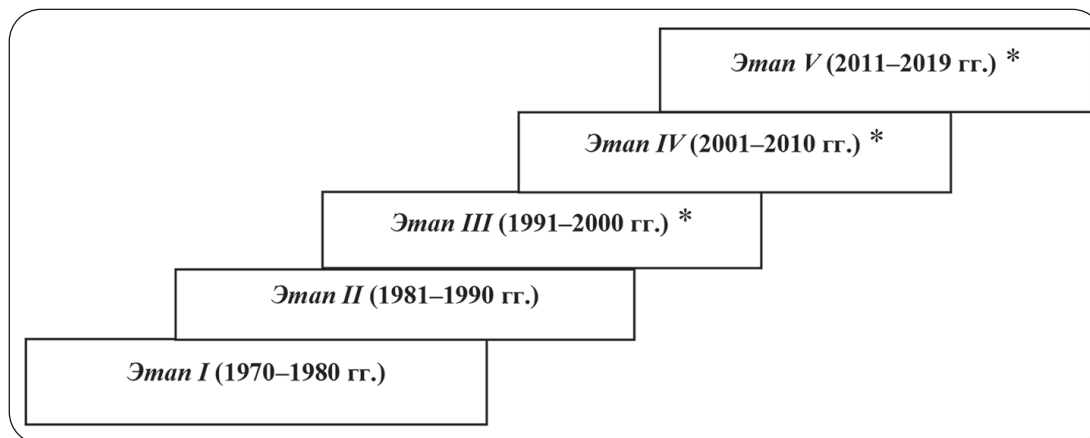 Этап V (2011–2019 гг.) *
Этап IV (2001–2010 гг.) *
Этап III (1991–2000 гг.) *
Этап II (1981–1990 гг.)
Этап I (1970–1980 гг.)